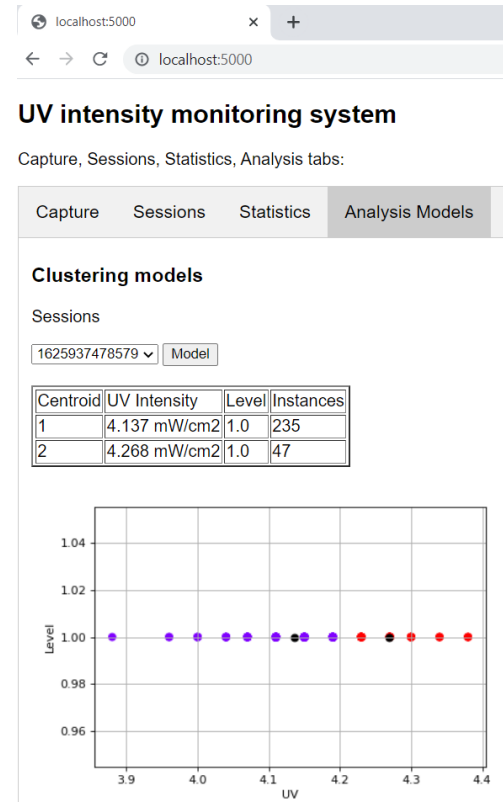 localhost:5000 × +
localhost:5000
UV intensity monitoring system
Capture, Sessions, Statistics, Analysis tabs:
Capture Sessions Statistics Analysis Models
Clustering models
Sessions
1625937478579 Model
Centroid UV Intensity Level Instances
1 4.137 mW/cm2 1.0 235
2 4.268 mW/cm2 1.0 47
1.04
1.02
1.00
0.98
0.96
Level
3.9 4.0 4.1 4.2 4.3 4.4
UV